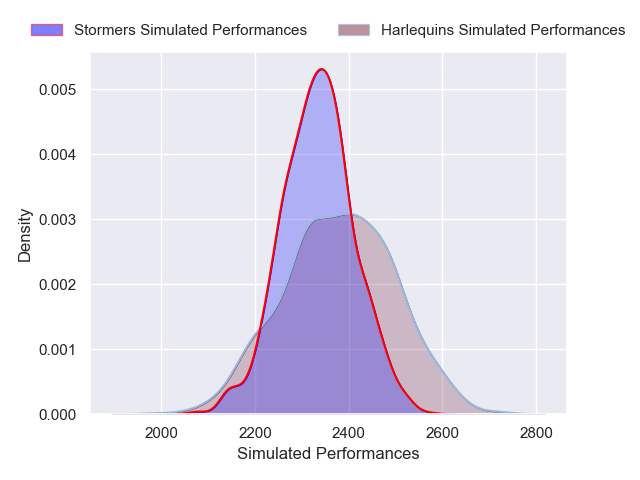 Stormers Simulated Performances Harlequins Simulated Performances
0.005
0.004
0.003
0.002
0.001
0.000
Density
2000 2200 2400 2600 2800
Simulated Performances